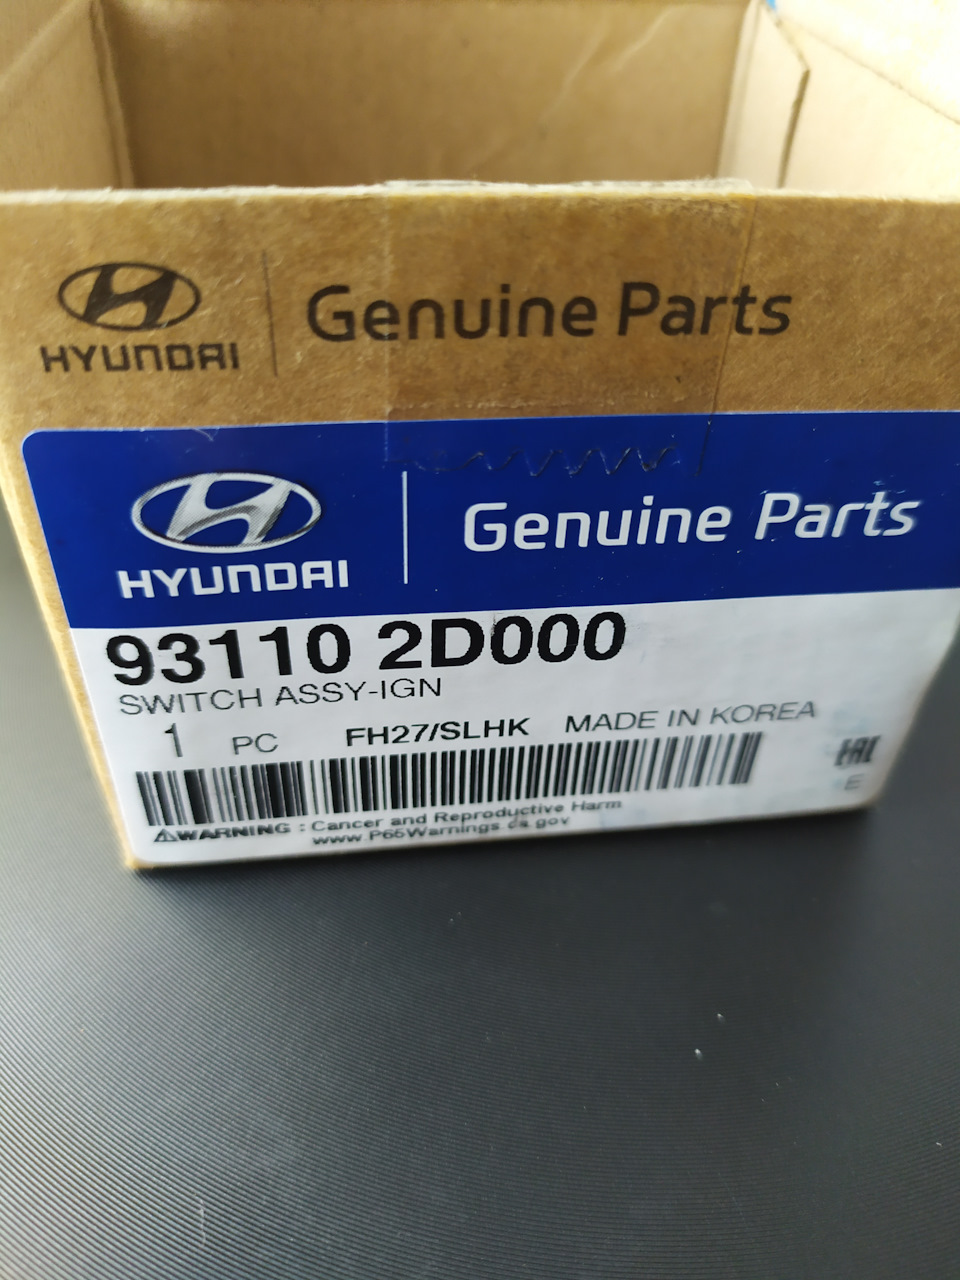 HYUNDAI Genuine Parts
HYUNDAI Genuine Parts
93110 2D000
SWITCH ASSY-IGN
1 PC FH27/SLHK MADE IN KOREA
EAC
E
WARNING : Cancer and Reproductive Harm
www.P65Warnings.ca.gov